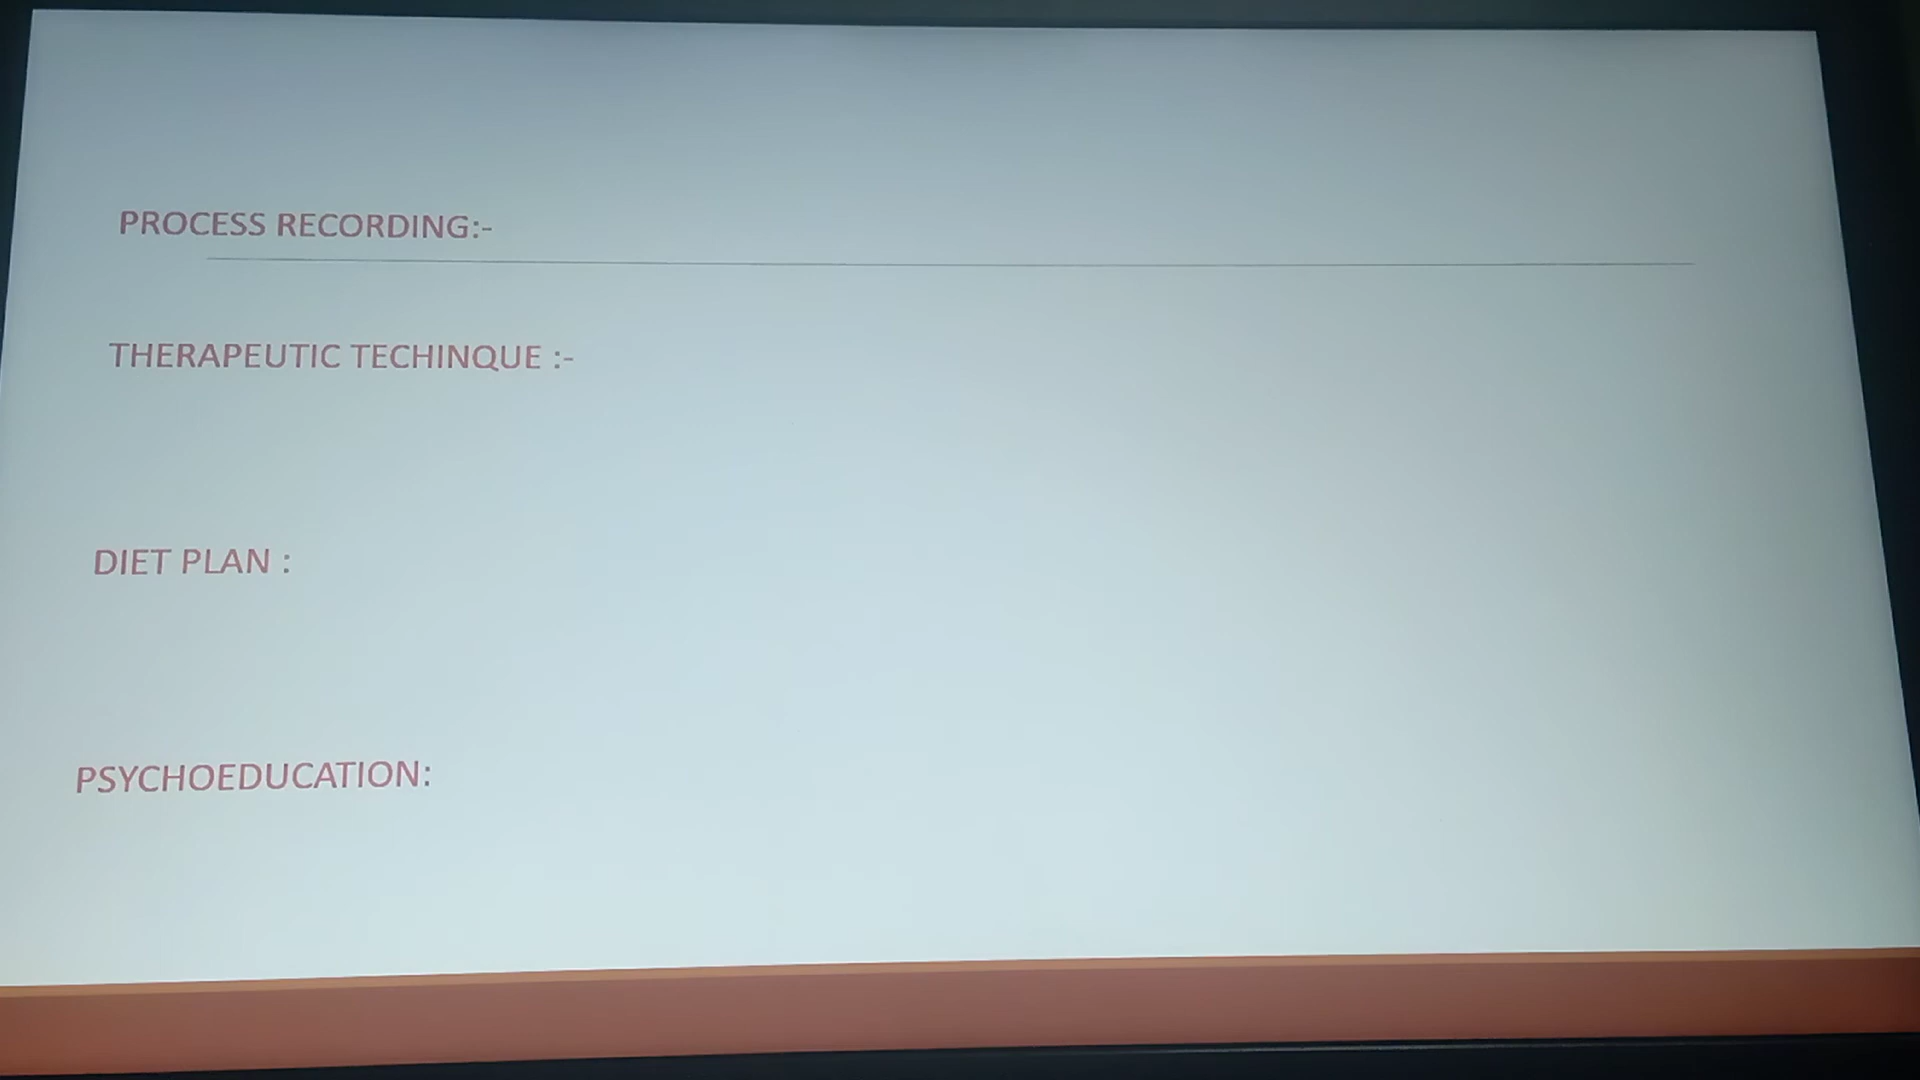 PROCESS RECORDING:-
THERAPEUTIC TECHINQUE :-
DIET PLAN :
PSYCHOEDUCATION: